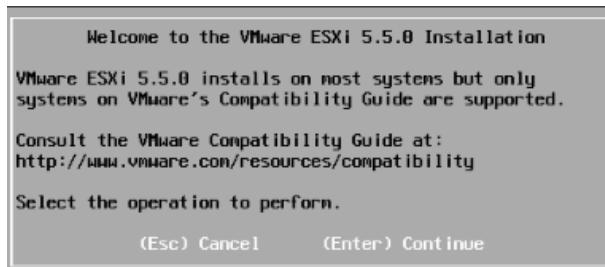 Welcome to the VMware ESXi 5.5.0 Installation
VMware ESXi 5.5.0 installs on most systems but only
systems on VMware's Compatibility Guide are supported.
Consult the VMware Compatibility Guide at:
http://www.vmware.com/resources/compatibility
Select the operation to perform.
(Esc) Cancel (Enter) Continue